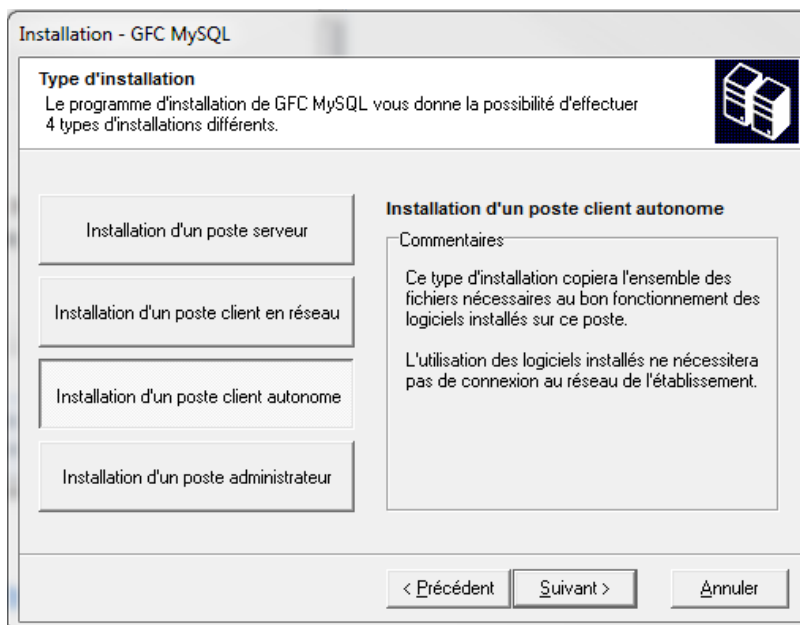 Installation - GFC MySQL
Type d'installation
Le programme d'installation de GFC MySQL vous donne la possibilité d'effectuer
4 types d'installations différents.
Installation d'un poste serveur
Installation d'un poste client en réseau
Installation d'un poste client autonome
Installation d'un poste administrateur
Installation d'un poste client autonome
Commentaires
Ce type d'installation copiera l'ensemble des
fichiers nécessaires au bon fonctionnement des
logiciels installés sur ce poste.
L'utilisation des logiciels installés ne nécessitera
pas de connexion au réseau de l'établissement.
< Précédent
Suivant >
Annuler